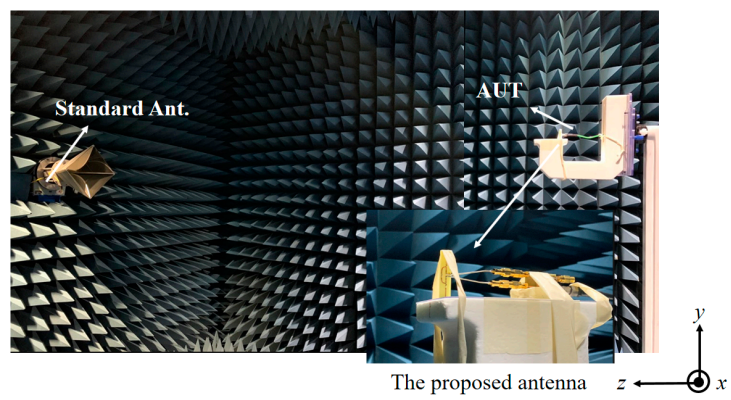 Standard Ant.
AUT
The proposed antenna
y
z
x